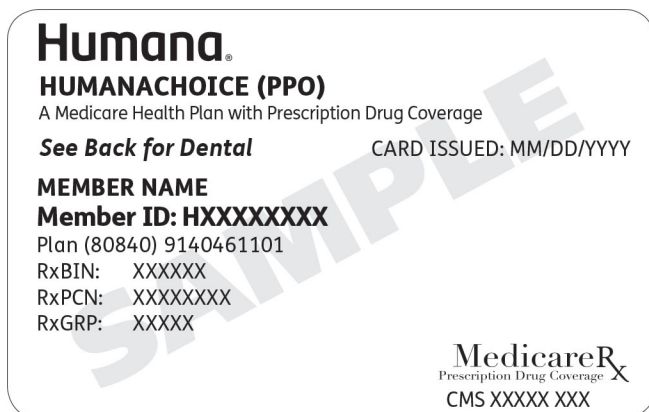 Humana®
HUMANACHOICE (PPO)
A Medicare Health Plan with Prescription Drug Coverage
See Back for Dental CARD ISSUED: MM/DD/YYYY
MEMBER NAME
Member ID: HXXXXXXXX
Plan (80840) 9140461101
RxBIN: XXXXXX
RxPCN: XXXXXXXX
RxGRP: XXXXX
SAMPLE
MedicareRx
Prescription Drug Coverage
CMS XXXXX XXX